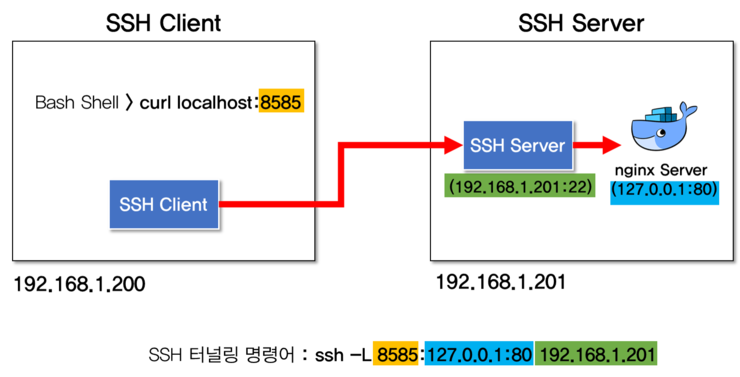 SSH Client
SSH Server
Bash Shell 〉 curl localhost:8585
SSH Server
(192.168.1.201:22)
nginx Server
(127.0.0.1:80)
SSH Client
192.168.1.200
192.168.1.201
SSH 터널링 명령어 : ssh -L 8585:127.0.0.1:80 192.168.1.201